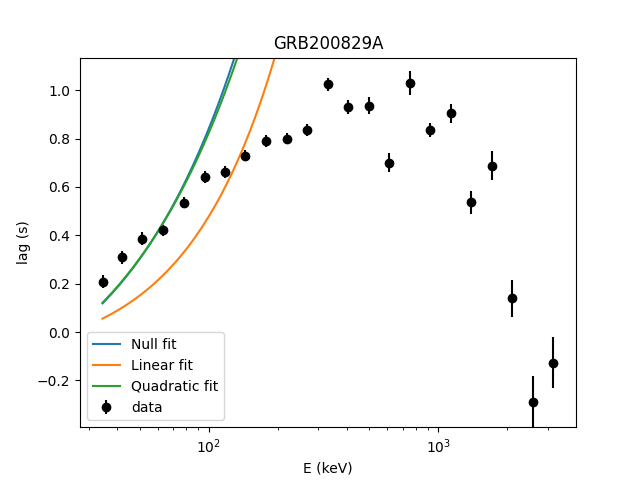 GRB200829A
lag (s)
1.0
0.8
0.6
0.4
0.2
0.0
−0.2
Null fit
Linear fit
Quadratic fit
data
10²
10³
E (keV)